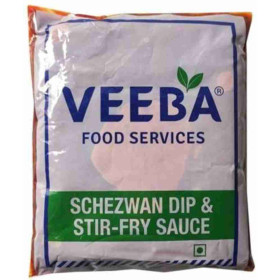 VEEBA®
FOOD SERVICES
SCHEZWAN DIP &
STIR-FRY SAUCE